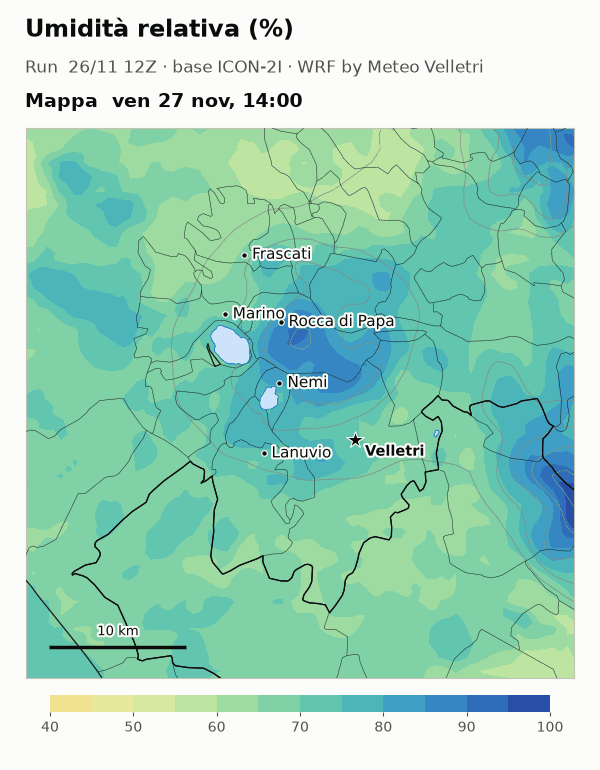 Umidità relativa (%)
Run  26/11 12Z · base ICON-2I · WRF by Meteo Velletri
Mappa  ven 27 nov, 14:00
Frascati
Marino
Rocca di Papa
Nemi
Velletri
Lanuvio
10 km
40 50 60 70 80 90 100